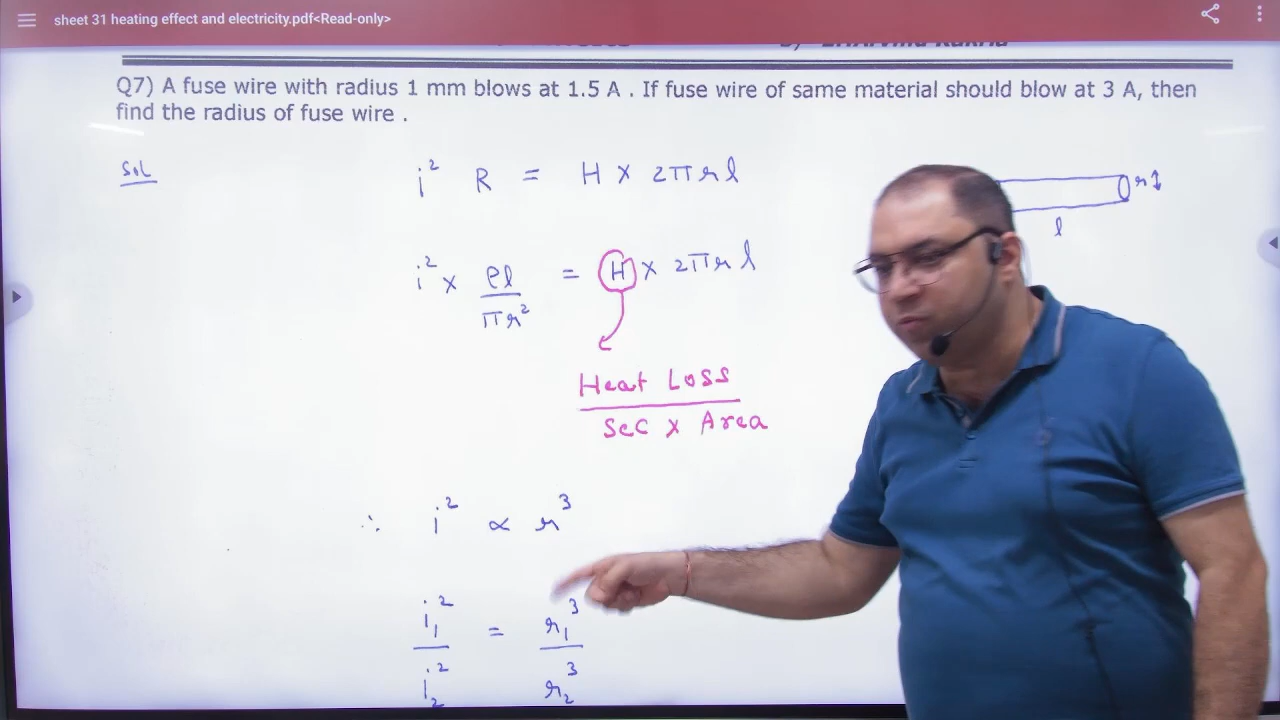 sheet 31 heating effect and electricity.pdf<Read-only>
Q7) A fuse wire with radius 1 mm blows at 1.5 A . If fuse wire of same material should blow at 3 A, then
find the radius of fuse wire .
Sol
i² R = H × 2πrl
r
l
i² × ρl/πr² = H × 2πrl
Heat Loss
Sec × Area
∴ i² ∝ r³
i₁²/i₂² = r₁³/r₂³